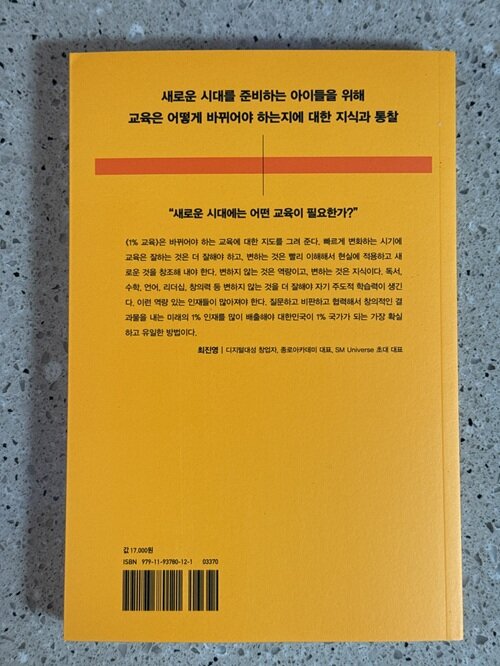 새로운 시대를 준비하는 아이들을 위해
교육은 어떻게 바뀌어야 하는지에 대한 지식과 통찰
“새로운 시대에는 어떤 교육이 필요한가?”
《1% 교육》은 바뀌어야 하는 교육에 대한 지도를 그려 준다. 빠르게 변화하는 시기에
교육은 잘하는 것은 더 잘해야 하고, 변하는 것은 빨리 이해해서 현실에 적용하고 새
로운 것을 창조해 내야 한다. 변하지 않는 것은 역량이고, 변하는 것은 지식이다. 독서,
수학, 언어, 리더십, 창의력 등 변하지 않는 것을 더 잘해야 자기 주도적 학습력이 생긴
다. 이런 역량 있는 인재들이 많아져야 한다. 질문하고 비판하고 협력해서 창의적인 결
과물을 내는 미래의 1% 인재를 많이 배출해야 대한민국이 1% 국가가 되는 가장 확실
하고 유일한 방법이다.
최진영 | 디지털대성 창업자, 종로아카데미 대표, SM Universe 초대 대표
값 17,000원
ISBN 979-11-93780-12-1 03370